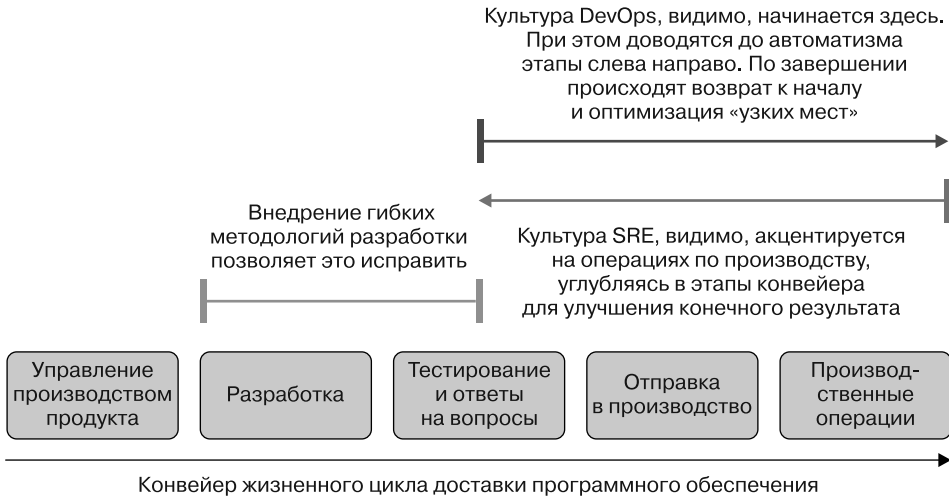 Культура DevOps, видимо, начинается здесь.
При этом доводятся до автоматизма
этапы слева направо. По завершении
происходят возврат к началу
и оптимизация «узких мест»
Внедрение гибких
методологий разработки
позволяет это исправить
Культура SRE, видимо, акцентируется
на операциях по производству,
углубляясь в этапы конвейера
для улучшения конечного результата
Управление
производством
продукта
Разработка
Тестирование
и ответы
на вопросы
Отправка
в производство
Производ-
ственные
операции
Конвейер жизненного цикла доставки программного обеспечения